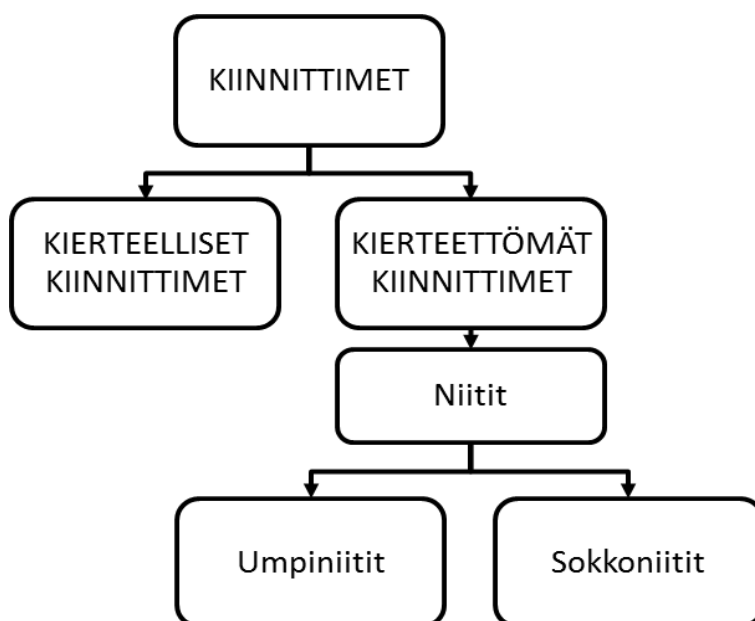 KIINNITTIMET
KIERTEELLISET
KIINNITTIMET
KIERTEETTÖMÄT
KIINNITTIMET
Niitit
Umpiniitit
Sokkoniitit